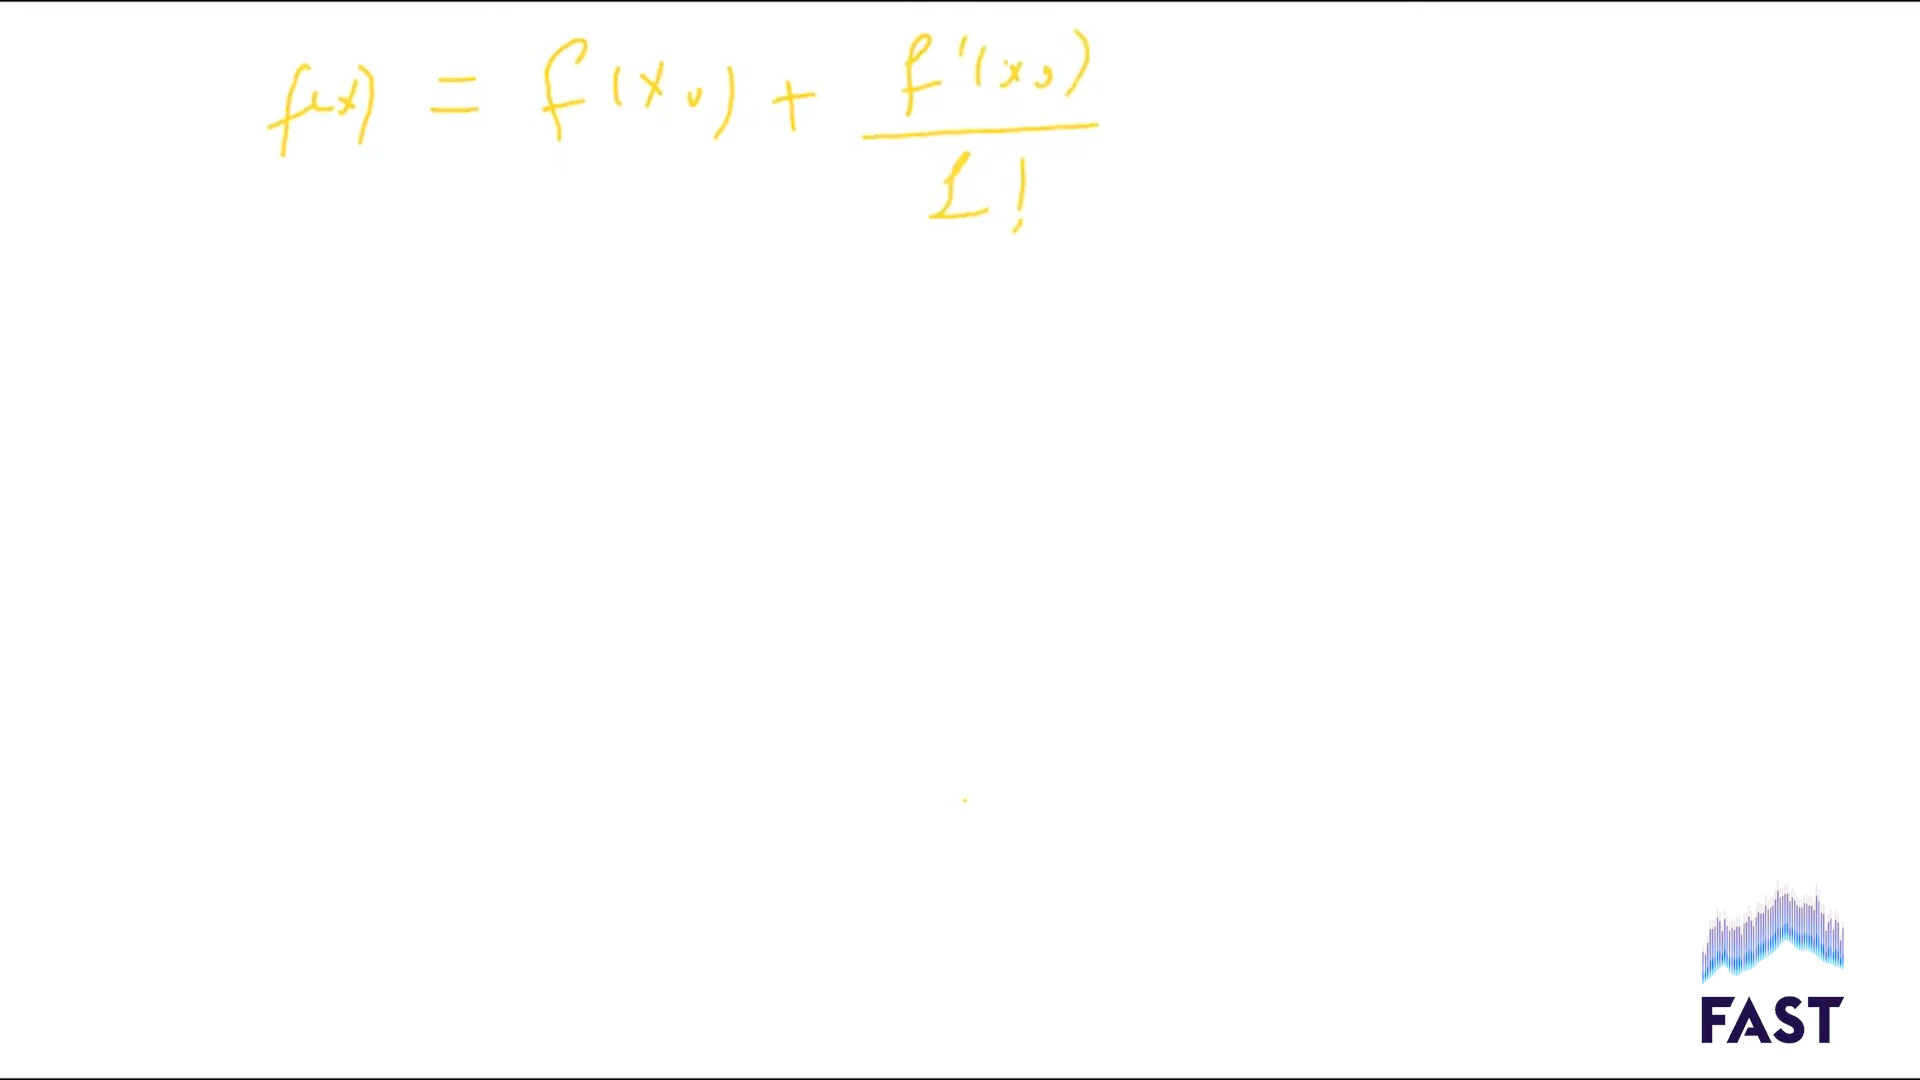 f(x) = f(x₀) + f'(x₀) / 1!
FAST